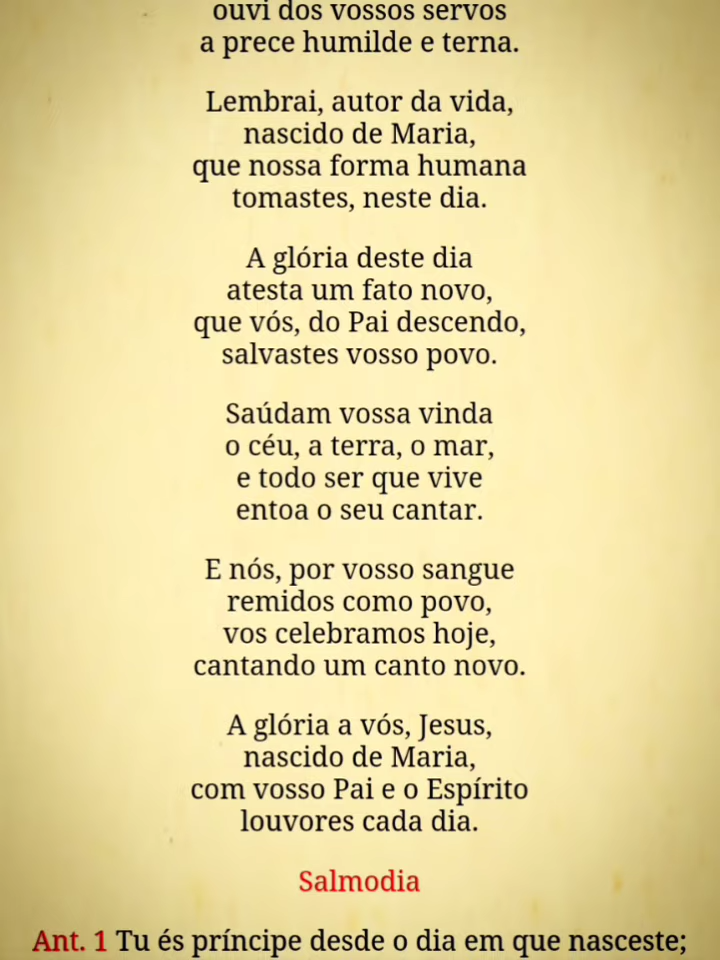 ouvi dos vossos servos
a prece humilde e terna.
Lembrai, autor da vida,
nascido de Maria,
que nossa forma humana
tomastes, neste dia.
A glória deste dia
atesta um fato novo,
que vós, do Pai descendo,
salvastes vosso povo.
Saúdam vossa vinda
o céu, a terra, o mar,
e todo ser que vive
entoa o seu cantar.
E nós, por vosso sangue
remidos como povo,
vos celebramos hoje,
cantando um canto novo.
A glória a vós, Jesus,
nascido de Maria,
com vosso Pai e o Espírito
louvores cada dia.
Salmodia
Ant. 1 Tu és príncipe desde o dia em que nasceste;